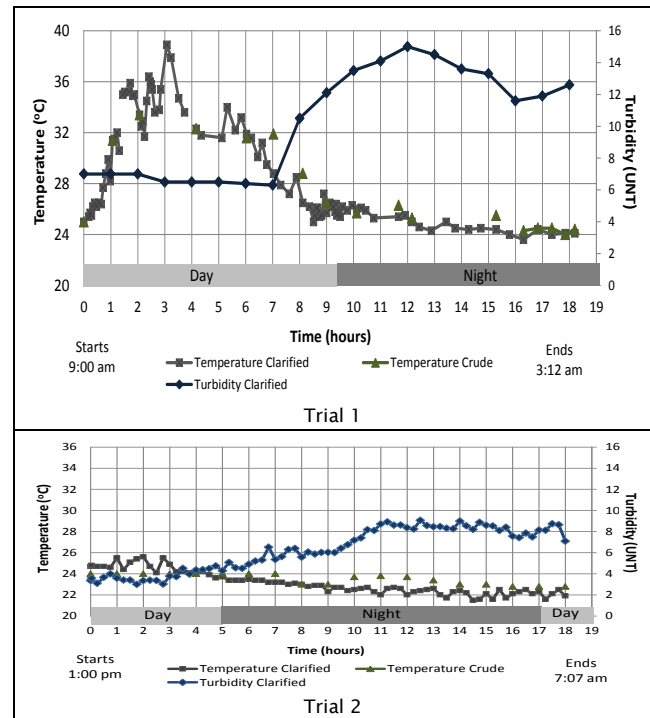 40
36
32
28
24
20
Temperature (ºC)
16
14
12
10
8
6
4
2
0
Turbidity (UNT)
Day
Night
0 1 2 3 4 5 6 7 8 9 10 11 12 13 14 15 16 17 18 19
Time (hours)
Starts
9:00 am
Temperature Clarified
Temperature Crude
Turbidity Clarified
Ends
3:12 am
Trial 1
36
34
32
30
28
26
24
22
20
Temperature (ºC)
16
14
12
10
8
6
4
2
0
Turbidity (UNT)
Day
Night
Day
0 1 2 3 4 5 6 7 8 9 10 11 12 13 14 15 16 17 18 19
Time (hours)
Starts
1:00 pm
Temperature Clarified
Temperature Crude
Turbidity Clarified
Ends
7:07 am
Trial 2